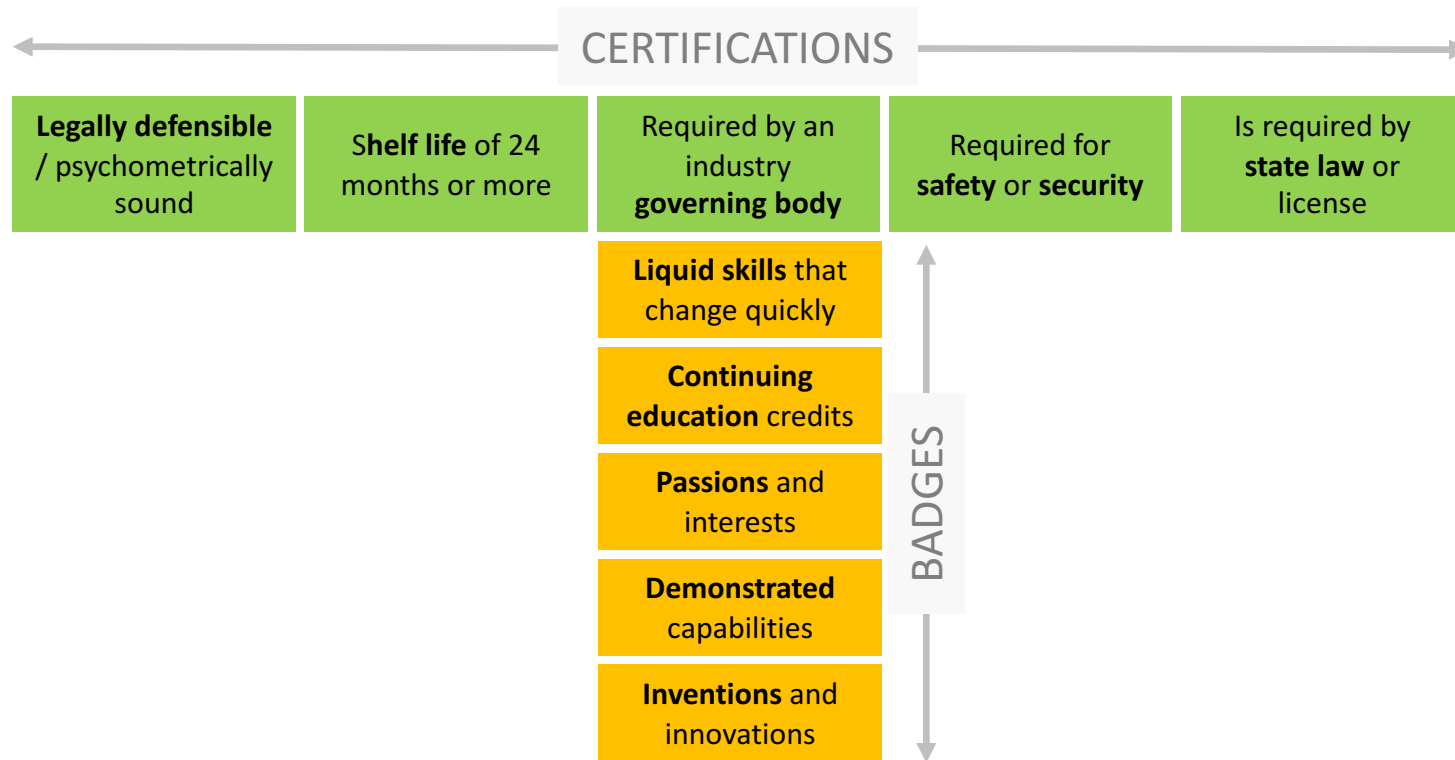 CERTIFICATIONS
Legally defensible
/ psychometrically
sound
Shelf life of 24
months or more
Required by an
industry
governing body
Required for
safety or security
Is required by
state law or
license
Liquid skills that
change quickly
Continuing
education credits
Passions and
interests
Demonstrated
capabilities
Inventions and
innovations
BADGES